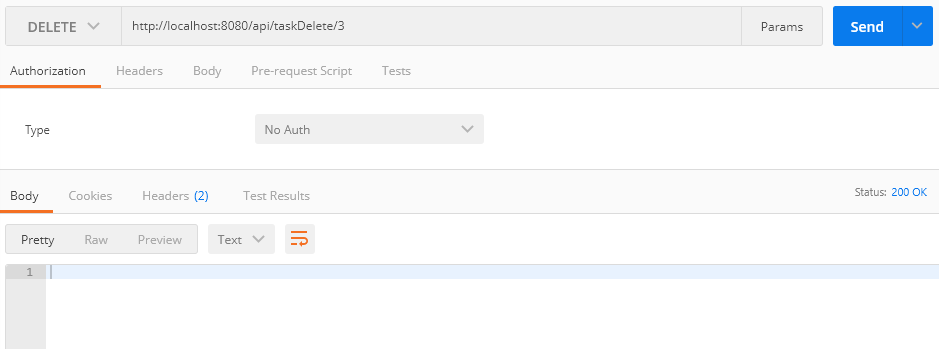 DELETE http://localhost:8080/api/taskDelete/3 Params Send
Authorization Headers Body Pre-request Script Tests
Type No Auth
Body Cookies Headers (2) Test Results Status: 200 OK
Pretty Raw Preview Text
1